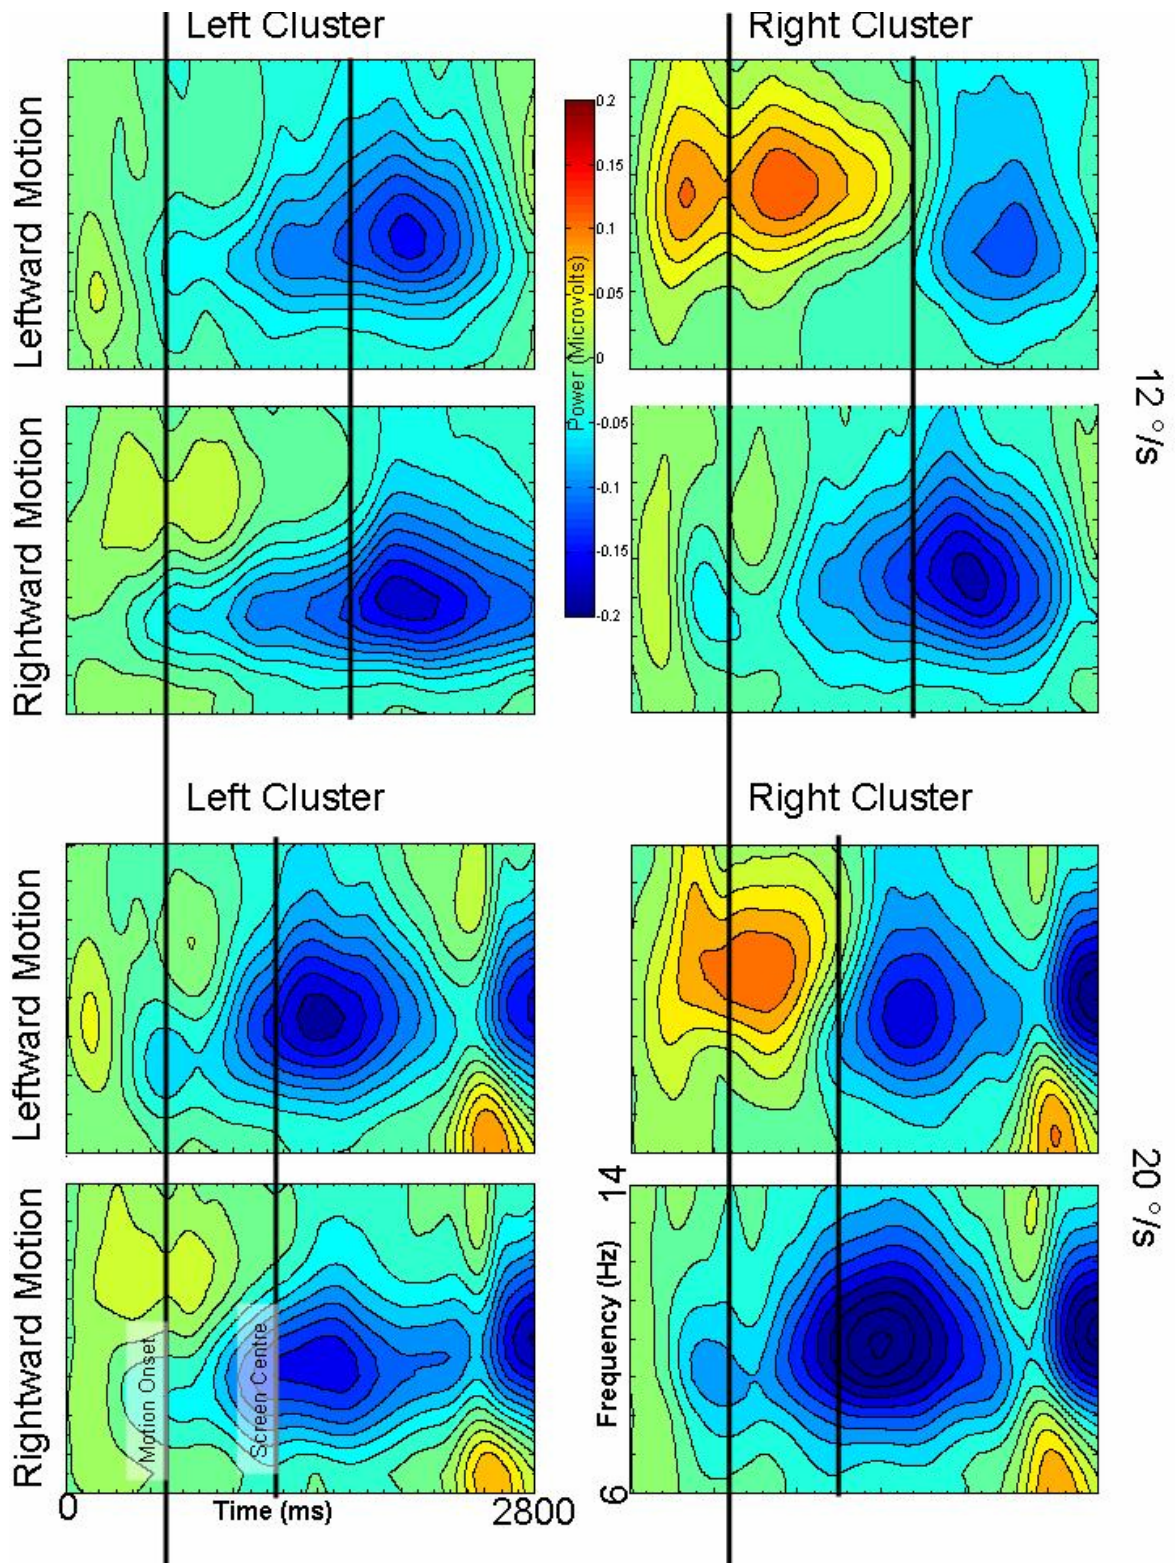 Left Cluster
Right Cluster
Leftward Motion
0.2
0.15
0.1
0.05
0
-0.05
-0.1
-0.15
-0.2
Power (Microvolts)
12 °/s
Rightward Motion
Left Cluster
Right Cluster
Leftward Motion
20 °/s
Rightward Motion
Motion Onset
Screen Centre
14
Frequency (Hz)
6
0
Time (ms)
2800